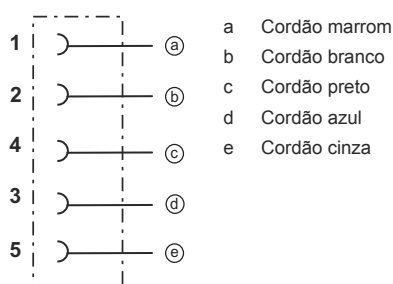 1 ⓐ
2 ⓑ
4 ⓒ
3 ⓓ
5 ⓔ
a Cordão marrom
b Cordão branco
c Cordão preto
d Cordão azul
e Cordão cinza